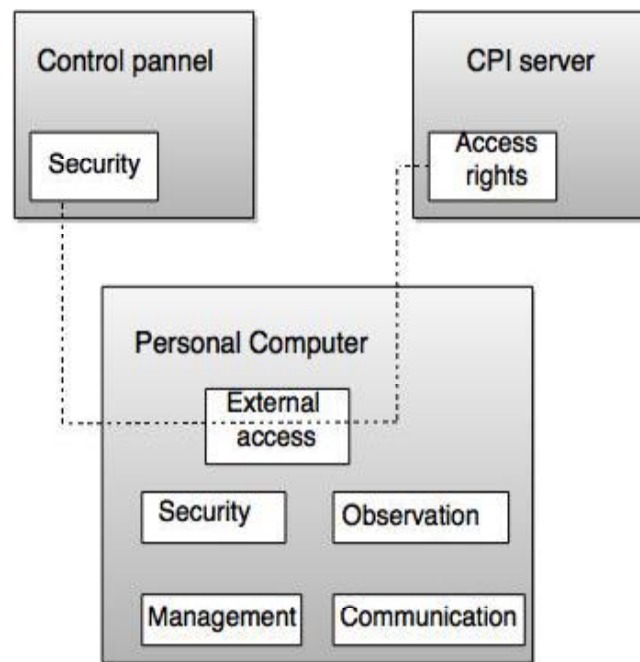 Control pannel
CPI server
Security
Access
rights
Personal Computer
External
access
Security
Observation
Management
Communication